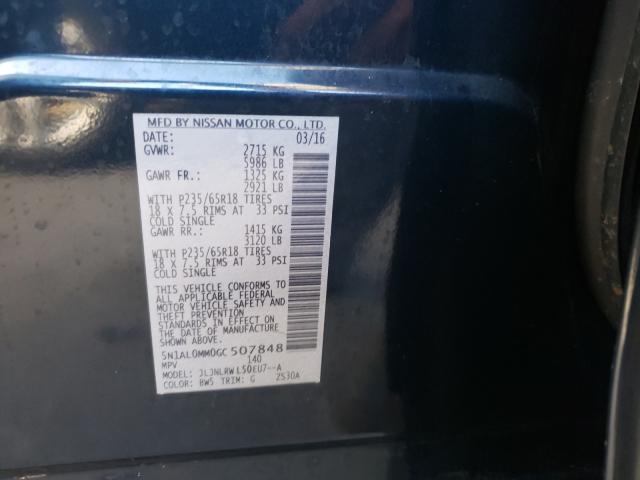 MFD BY NISSAN MOTOR CO., LTD.
DATE: 03/16
GVWR: 2715 KG
5986 LB
GAWR FR.: 1325 KG
2921 LB
WITH P235/65R18 TIRES
18 X 7.5 RIMS AT 33 PSI
COLD SINGLE
GAWR RR.: 1415 KG
3120 LB
WITH P235/65R18 TIRES
18 X 7.5 RIMS AT 33 PSI
COLD SINGLE
THIS VEHICLE CONFORMS TO
ALL APPLICABLE FEDERAL
MOTOR VEHICLE SAFETY AND
THEFT PREVENTION
STANDARDS IN EFFECT ON
THE DATE OF MANUFACTURE
SHOWN ABOVE.
5N1AL0MM0GC507848
MPV 140
MODEL: JLJNLRWL50EU7--A
COLOR: BW5 TRIM: G ZS30A